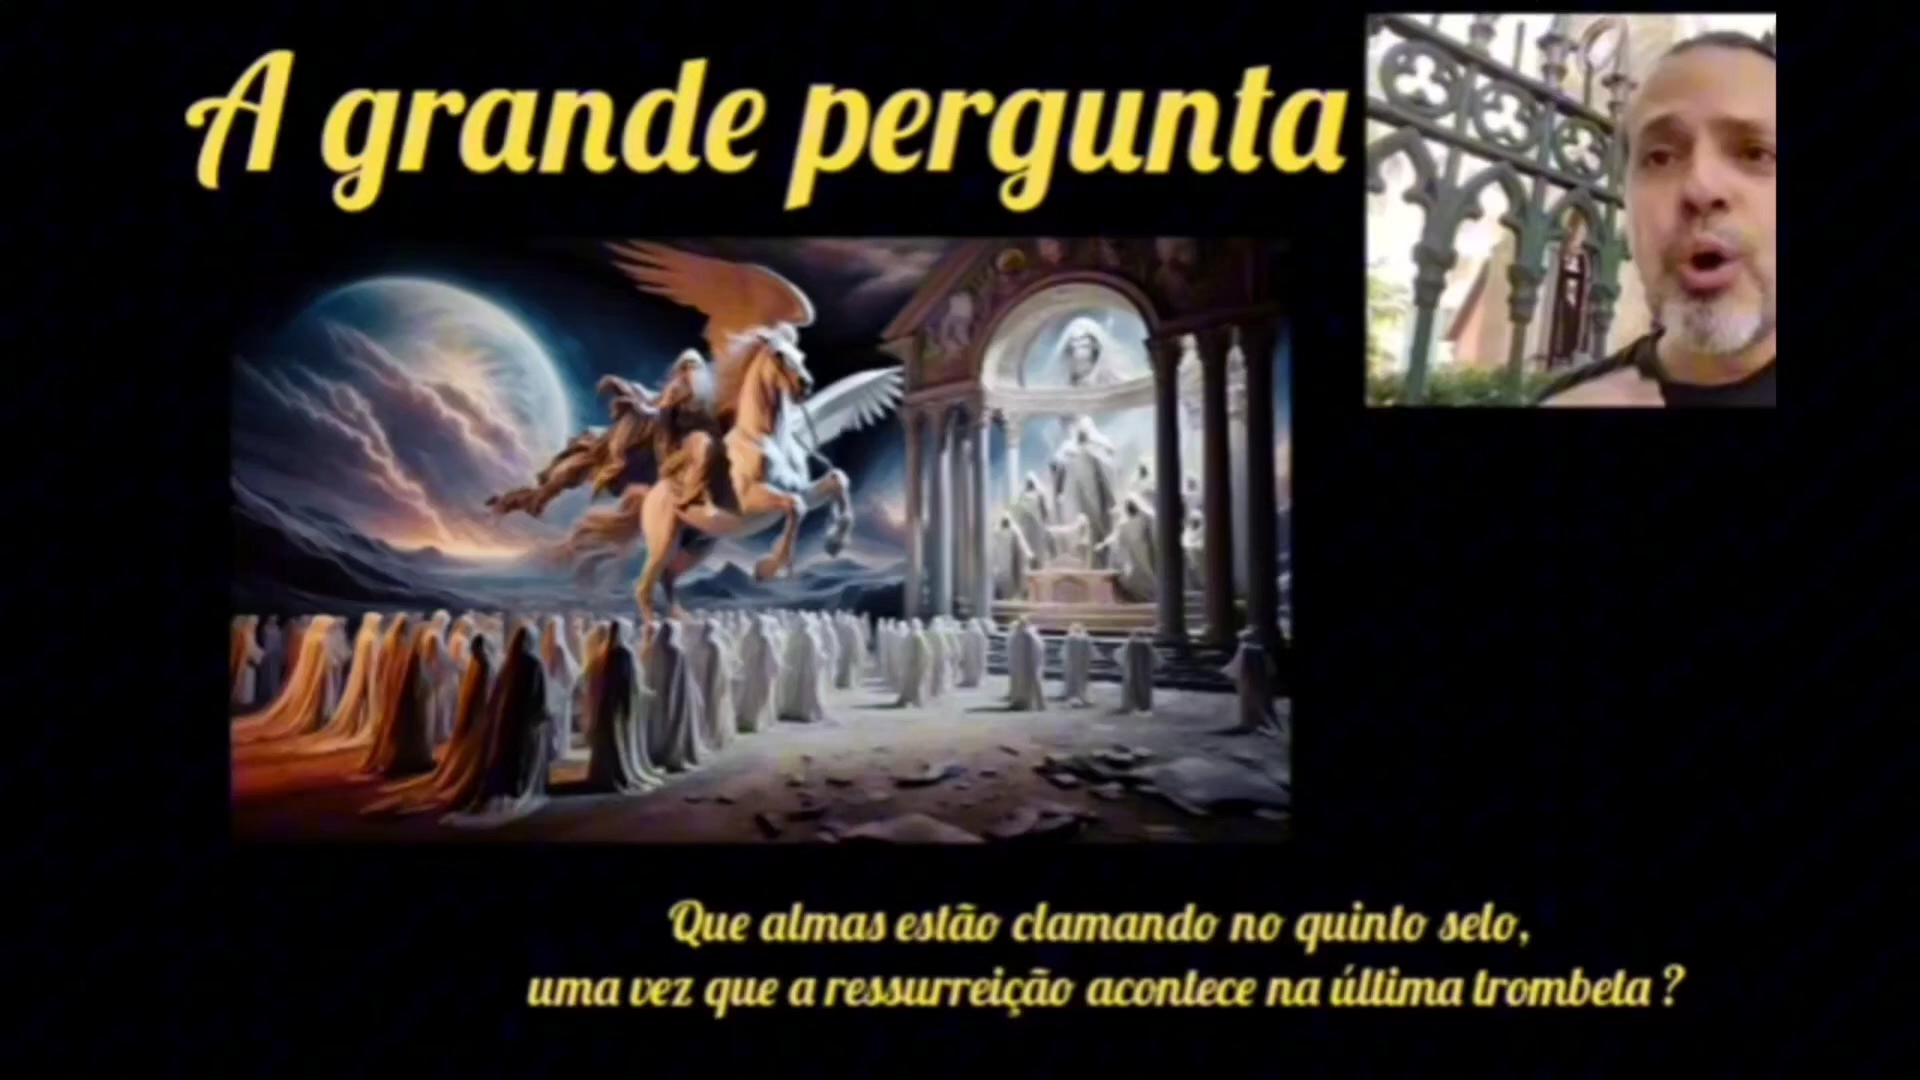 A grande pergunta
Que almas estão clamando no quinto selo,
uma vez que a ressurreição acontece na última trombeta ?